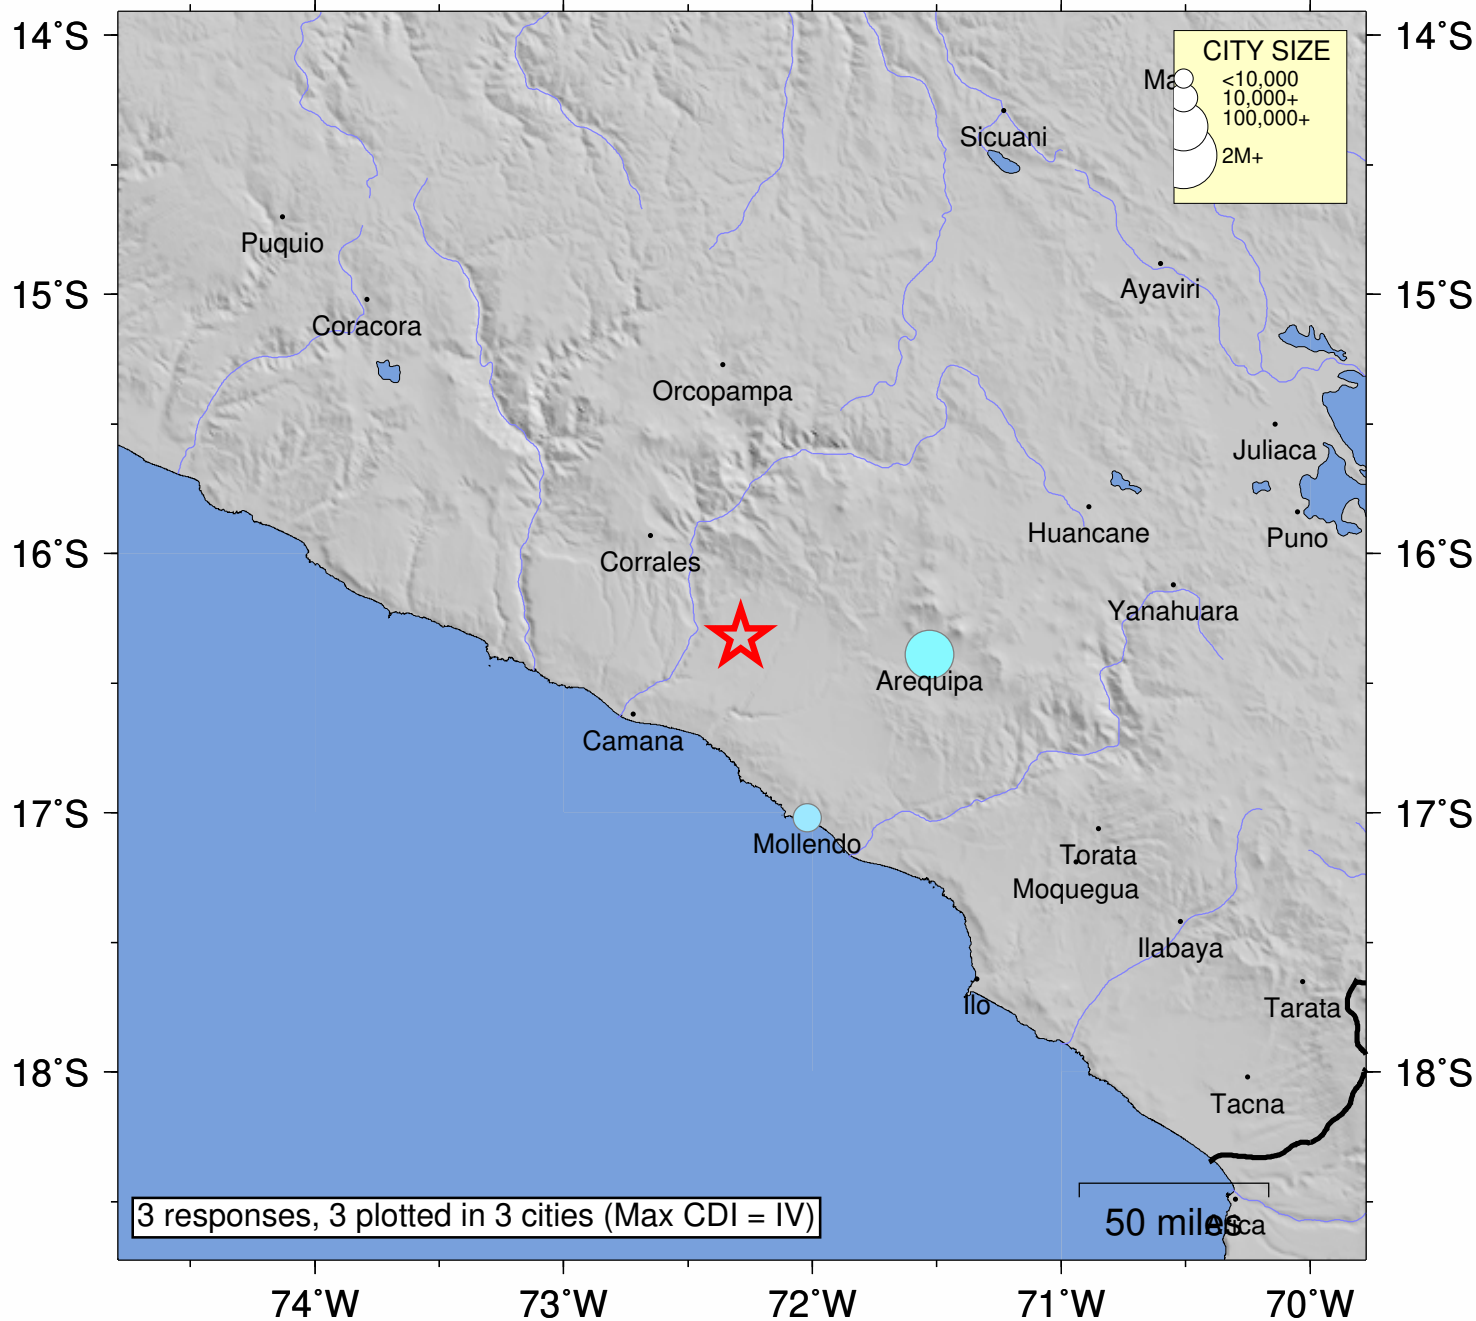 14°S
14°S
CITY SIZE
<10,000
10,000+
100,000+
2M+
Sicuani
Puquio
15°S
15°S
Ayaviri
Coracora
Orcopampa
Juliaca
Huancane
Puno
16°S
16°S
Corrales
Yanahuara
Arequipa
Camana
17°S
17°S
Mollendo
Torata
Moquegua
Ilabaya
Ilo
Tarata
18°S
18°S
Tacna
3 responses, 3 plotted in 3 cities (Max CDI = IV)
50 miles
Arica
74°W
73°W
72°W
71°W
70°W